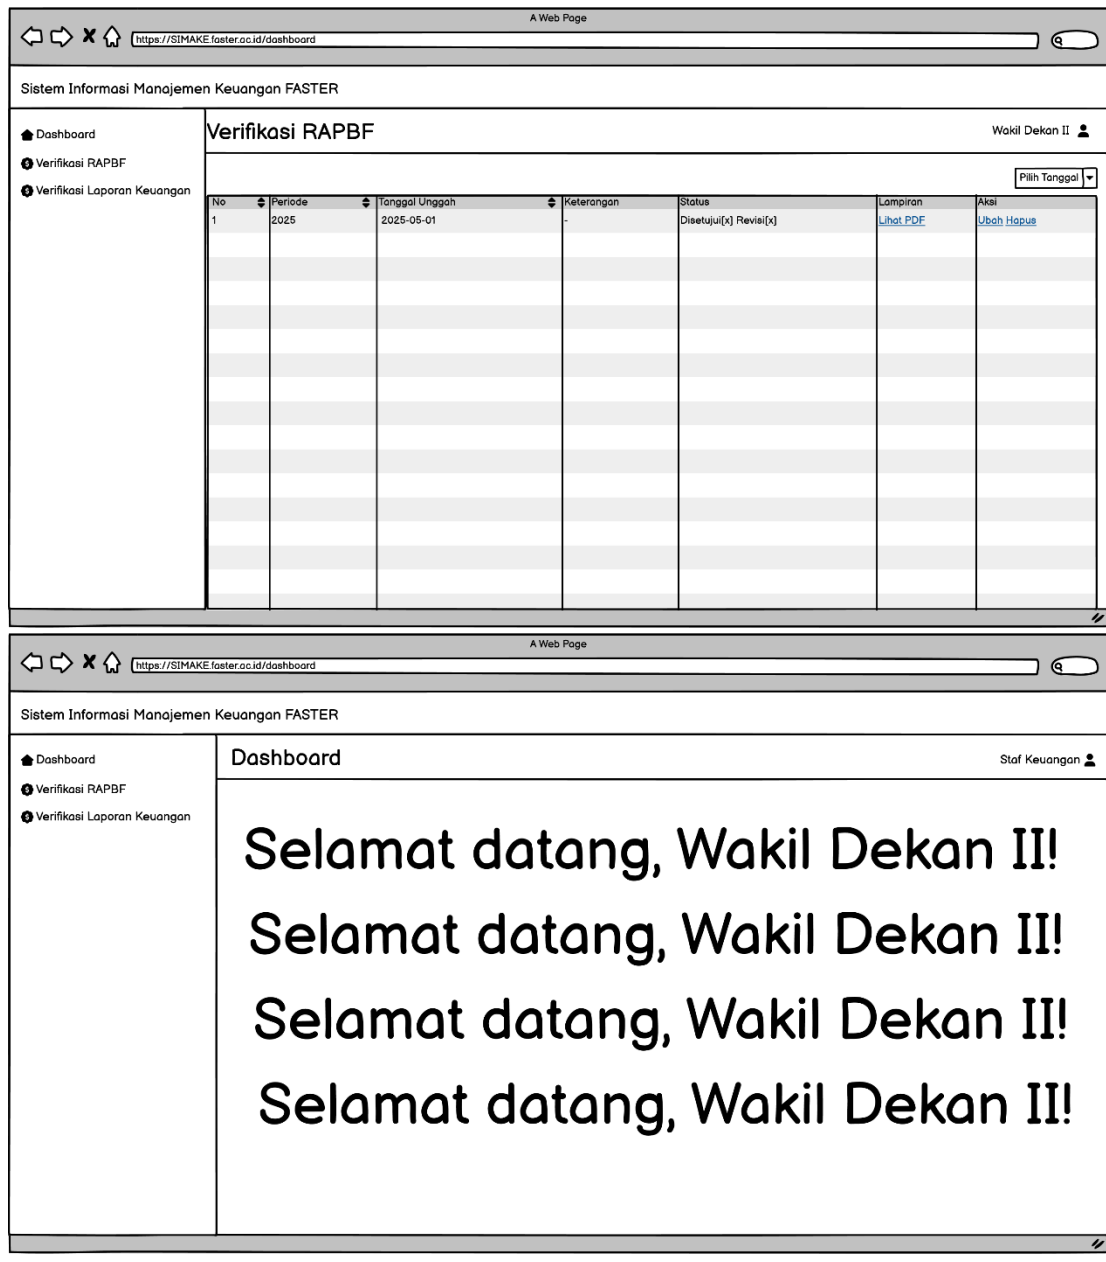 A Web Page
https://SIMAKE.faster.ac.id/dashboard
Sistem Informasi Manajemen Keuangan FASTER
Dashboard
Verifikasi RAPBF
Verifikasi Laporan Keuangan
Verifikasi RAPBF
Wakil Dekan II
Pilih Tanggal
No Periode Tanggal Unggah Keterangan Status Lampiran Aksi
1 2025 2025-05-01 - Disetujui[x] Revisi[x] Lihat PDF Ubah Hapus
A Web Page
https://SIMAKE.faster.ac.id/dashboard
Sistem Informasi Manajemen Keuangan FASTER
Dashboard
Verifikasi RAPBF
Verifikasi Laporan Keuangan
Dashboard
Staf Keuangan
Selamat datang, Wakil Dekan II!
Selamat datang, Wakil Dekan II!
Selamat datang, Wakil Dekan II!
Selamat datang, Wakil Dekan II!